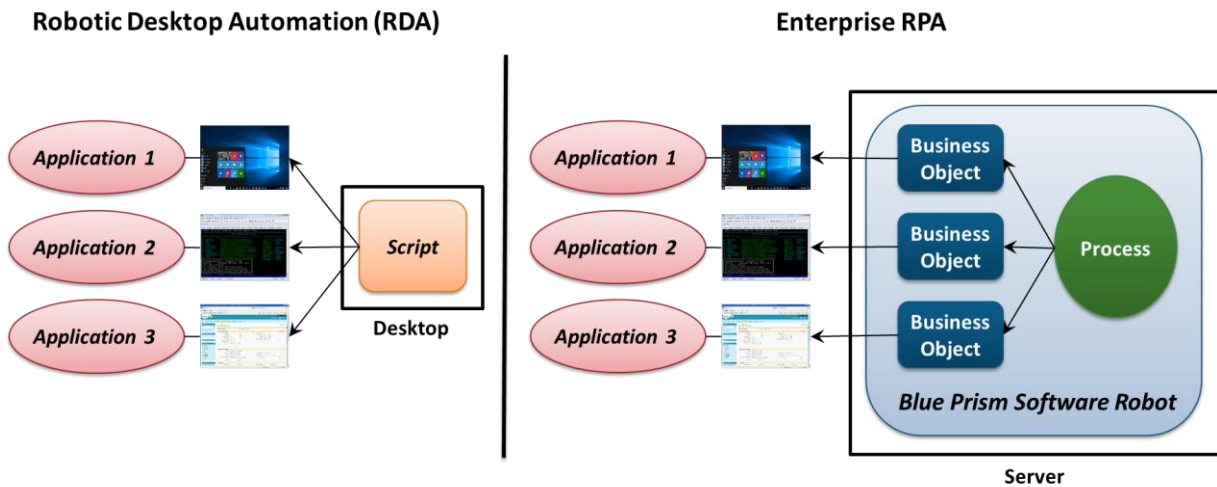 Robotic Desktop Automation (RDA)
Application 1
Application 2
Application 3
Script
Desktop
Enterprise RPA
Application 1
Application 2
Application 3
Business
Object
Business
Object
Business
Object
Process
Blue Prism Software Robot
Server